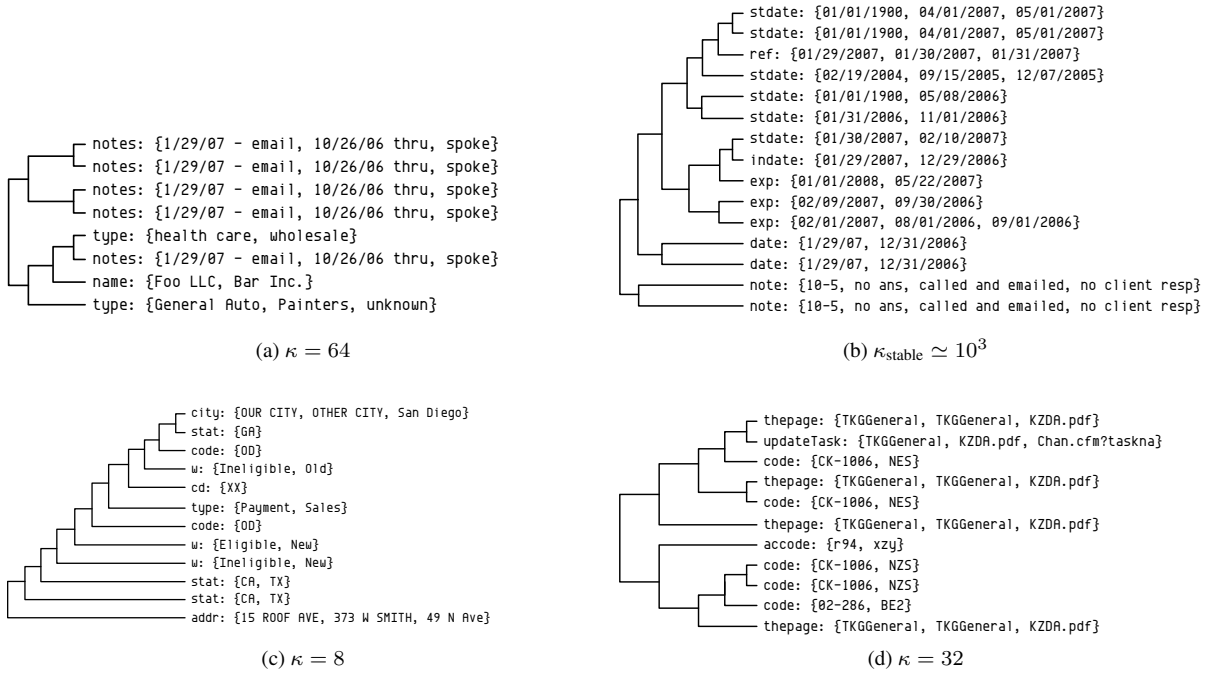 notes: {1/29/07 - email, 10/26/06 thru, spoke}
notes: {1/29/07 - email, 10/26/06 thru, spoke}
notes: {1/29/07 - email, 10/26/06 thru, spoke}
notes: {1/29/07 - email, 10/26/06 thru, spoke}
type: {health care, wholesale}
notes: {1/29/07 - email, 10/26/06 thru, spoke}
name: {Foo LLC, Bar Inc.}
type: {General Auto, Painters, unknown}
(a) κ = 64
stdate: {01/01/1900, 04/01/2007, 05/01/2007}
stdate: {01/01/1900, 04/01/2007, 05/01/2007}
ref: {01/29/2007, 01/30/2007, 01/31/2007}
stdate: {02/19/2004, 09/15/2005, 12/07/2005}
stdate: {01/01/1900, 05/08/2006}
stdate: {01/31/2006, 11/01/2006}
stdate: {01/30/2007, 02/10/2007}
indate: {01/29/2007, 12/29/2006}
exp: {01/01/2008, 05/22/2007}
exp: {02/09/2007, 09/30/2006}
exp: {02/01/2007, 08/01/2006, 09/01/2006}
date: {1/29/07, 12/31/2006}
date: {1/29/07, 12/31/2006}
note: {10-5, no ans, called and emailed, no client resp}
note: {10-5, no ans, called and emailed, no client resp}
(b) κstable ≃ 10³
city: {OUR CITY, OTHER CITY, San Diego}
stat: {GA}
code: {OD}
w: {Ineligible, Old}
cd: {XX}
type: {Payment, Sales}
code: {OD}
w: {Eligible, New}
w: {Ineligible, New}
stat: {CA, TX}
stat: {CA, TX}
addr: {15 ROOF AVE, 373 W SMITH, 49 N Ave}
(c) κ = 8
thepage: {TKGGeneral, TKGGeneral, KZDA.pdf}
updateTask: {TKGGeneral, KZDA.pdf, Chan.cfm?taskna}
code: {CK-1006, NES}
thepage: {TKGGeneral, TKGGeneral, KZDA.pdf}
code: {CK-1006, NES}
thepage: {TKGGeneral, TKGGeneral, KZDA.pdf}
accode: {r94, xzy}
code: {CK-1006, NZS}
code: {CK-1006, NZS}
code: {02-286, BE2}
thepage: {TKGGeneral, TKGGeneral, KZDA.pdf}
(d) κ = 32